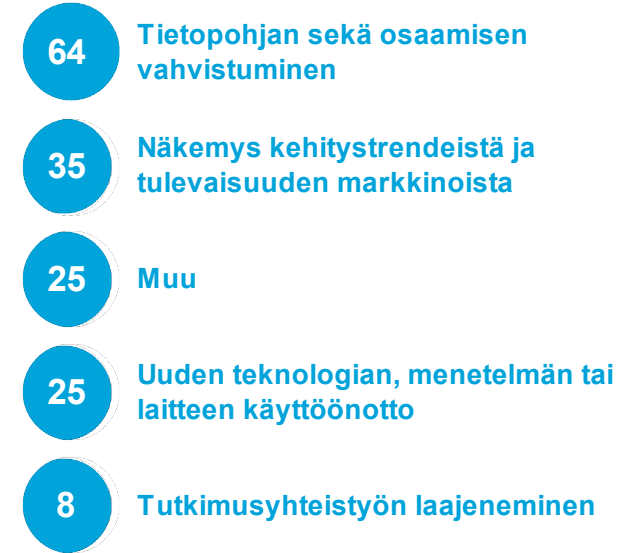 64
Tietopohjan sekä osaamisen
vahvistuminen
35
Näkemys kehitystrendeistä ja
tulevaisuuden markkinoista
25
Muu
25
Uuden teknologian, menetelmän tai
laitteen käyttöönotto
8
Tutkimusyhteistyön laajeneminen